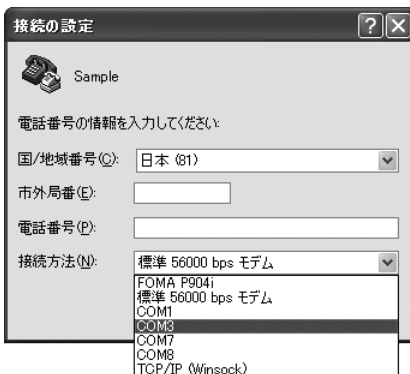 接続の設定
Sample
電話番号の情報を入力してください:
国/地域番号(C): 日本 (81)
市外局番(E):
電話番号(P):
接続方法(N): 標準 56000 bps モデム
FOMA P904i
標準 56000 bps モデム
COM1
COM3
COM7
COM8
TCP/IP (Winsock)